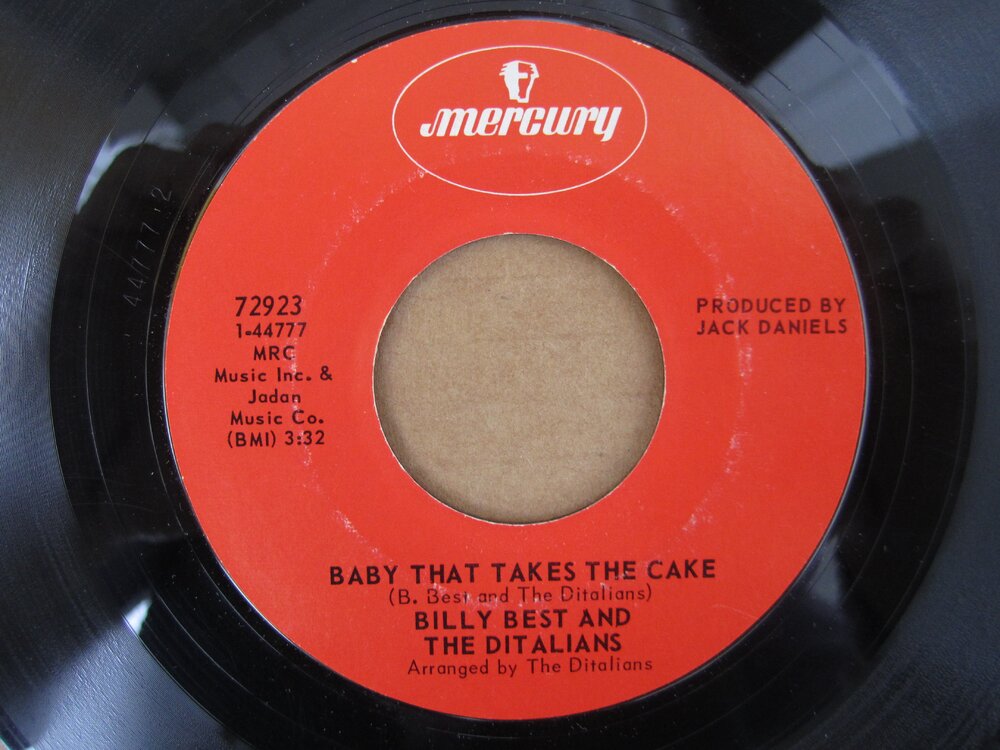 mercury
72923
1-44777
MRC
Music Inc. &
Jadan
Music Co.
(BMI) 3:32
PRODUCED BY
JACK DANIELS
BABY THAT TAKES THE CAKE
(B. Best and The Ditalians)
BILLY BEST AND
THE DITALIANS
Arranged by The Ditalians